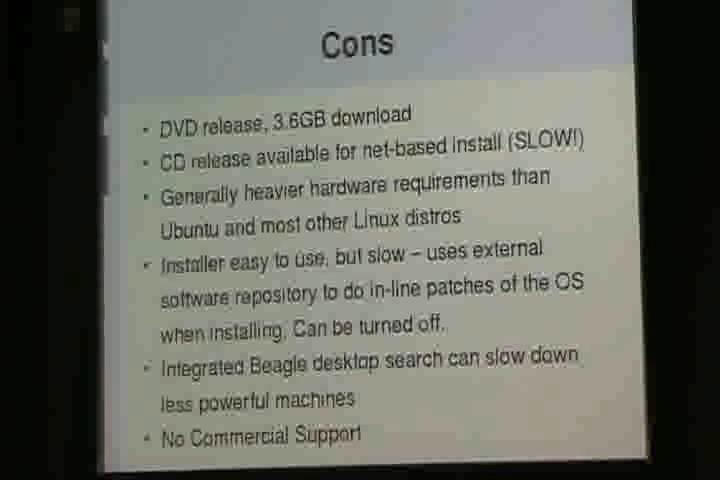 Cons
• DVD release, 3.6GB download
• CD release available for net-based install (SLOW!)
• Generally heavier hardware requirements than
Ubuntu and most other Linux distros
• Installer easy to use, but slow – uses external
software repository to do in-line patches of the OS
when installing. Can be turned off.
• Integrated Beagle desktop search can slow down
less powerful machines
• No Commercial Support